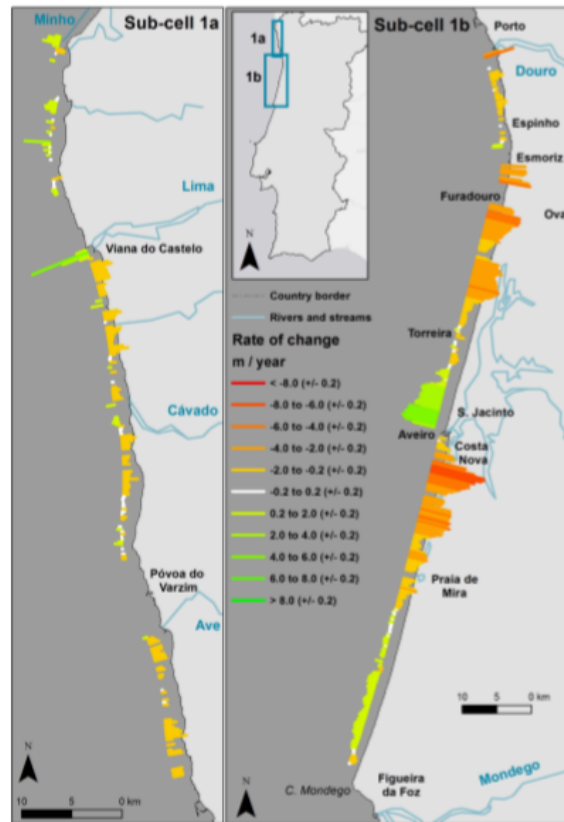 Minho
Sub-cell 1a
Lima
Viana do Castelo
Cávado
Póvoa do
Varzim
Ave
N
10 5 0 km
1a
1b
N
Country border
Rivers and streams
Rate of change
m / year
< -8.0 (+/- 0.2)
-8.0 to -6.0 (+/- 0.2)
-6.0 to -4.0 (+/- 0.2)
-4.0 to -2.0 (+/- 0.2)
-2.0 to -0.2 (+/- 0.2)
-0.2 to 0.2 (+/- 0.2)
0.2 to 2.0 (+/- 0.2)
2.0 to 4.0 (+/- 0.2)
4.0 to 6.0 (+/- 0.2)
6.0 to 8.0 (+/- 0.2)
> 8.0 (+/- 0.2)
Sub-cell 1b
Porto
Douro
Espinho
Esmoriz
Furadouro
Ova
Torreira
S. Jacinto
Aveiro
Costa
Nova
Praia de
Mira
10 5 0 km
N
C. Mondego
Figueira
da Foz
Mondego